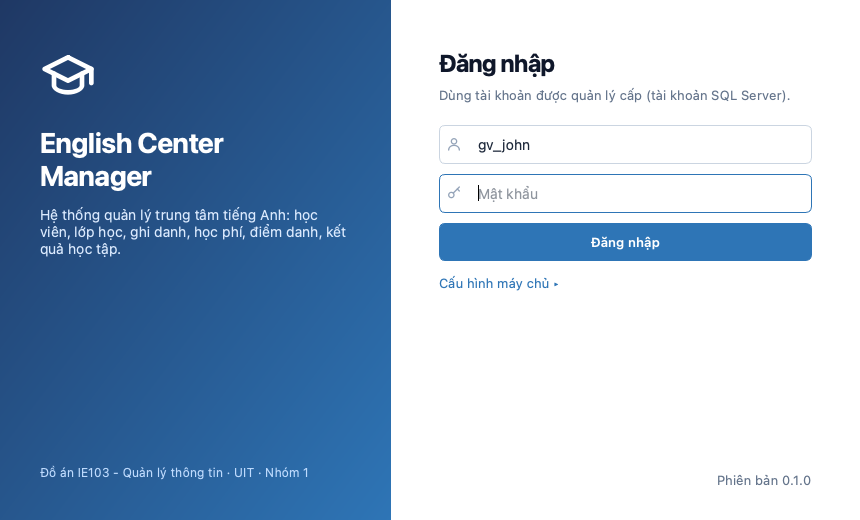 English Center
Manager
Hệ thống quản lý trung tâm tiếng Anh: học
viên, lớp học, ghi danh, học phí, điểm danh, kết
quả học tập.
Đồ án IE103 - Quản lý thông tin · UIT · Nhóm 1
Đăng nhập
Dùng tài khoản được quản lý cấp (tài khoản SQL Server).
gv_john
Mật khẩu
Đăng nhập
Cấu hình máy chủ ▸
Phiên bản 0.1.0